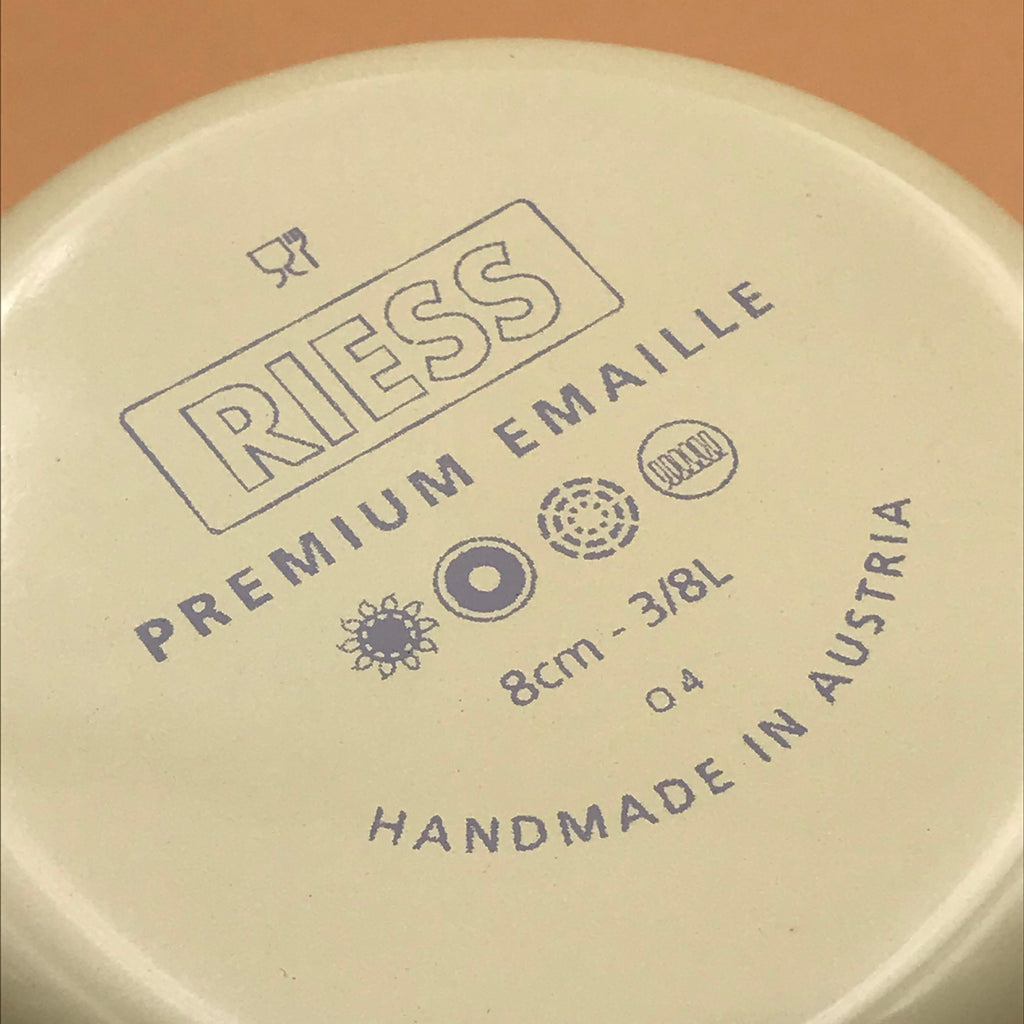 RIESS
PREMIUM EMAILLE
8cm - 3/8L
04
HANDMADE IN AUSTRIA